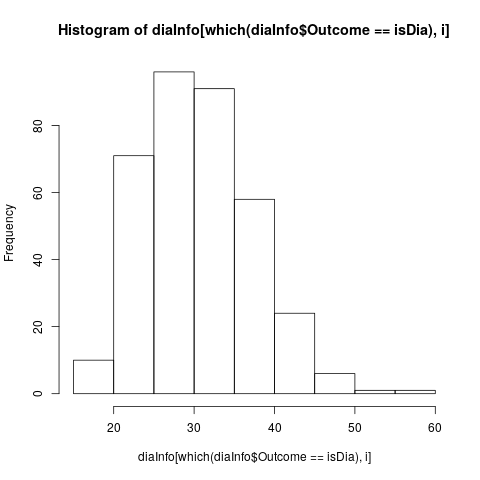 Histogram of diaInfo[which(diaInfo$Outcome == isDia), i]
Frequency
80
60
40
20
0
20 30 40 50 60
diaInfo[which(diaInfo$Outcome == isDia), i]